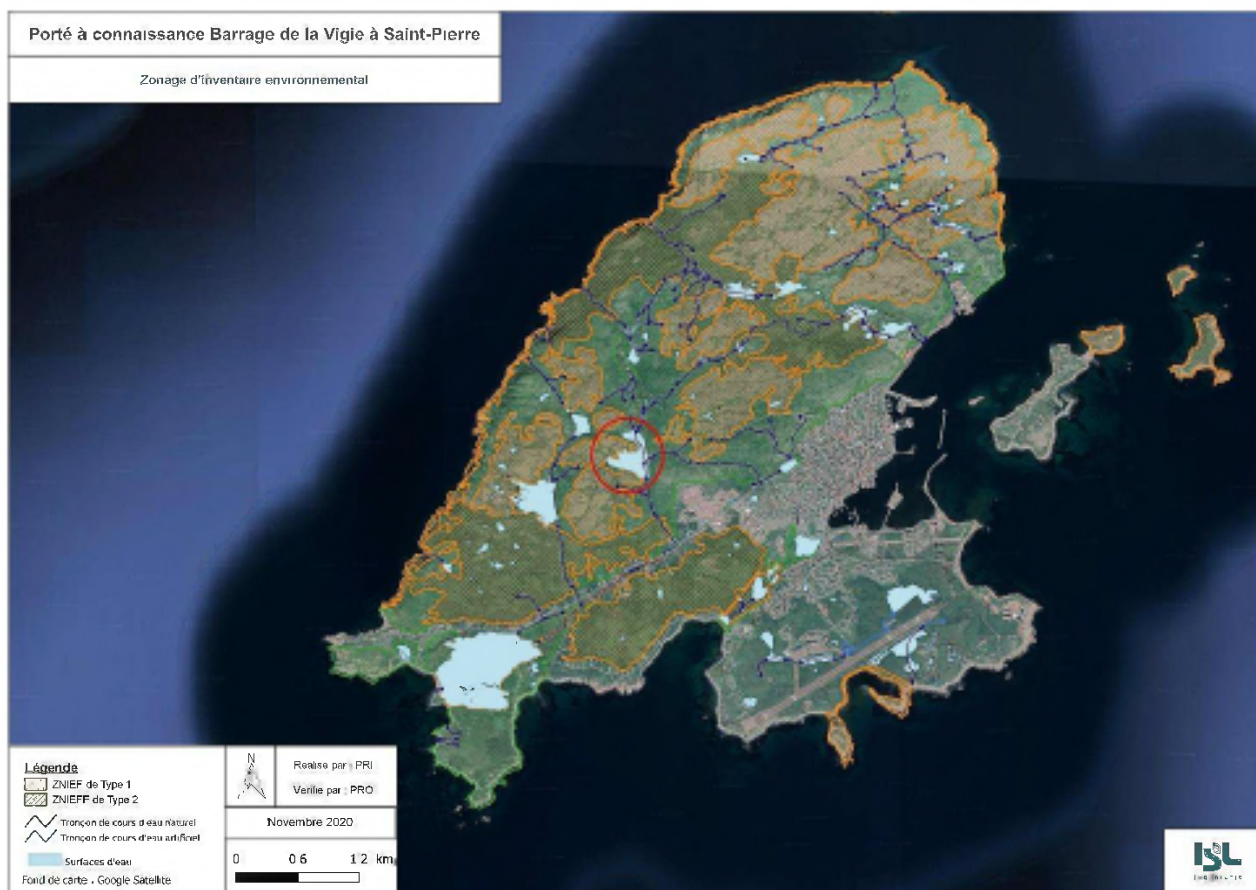 Porté à connaissance Barrage de la Vigie à Saint-Pierre
Zonage d'inventaire environnemental
Légende
ZNIEF de Type 1
ZNIEFF de Type 2
Tronçon de cours d'eau naturel
Tronçon de cours d'eau artificiel
Surfaces d'eau
Fond de carte . Google Satellite
N
Realise par : PRI
Verifie par : PRO
Novembre 2020
0 0 6 1 2 km
ISL